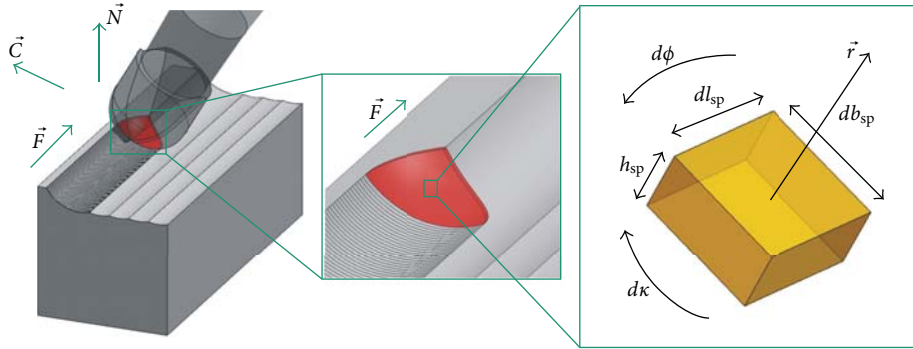 N⃗
C⃗
F⃗
F⃗
dϕ
r⃗
dl_sp
db_sp
h_sp
dκ